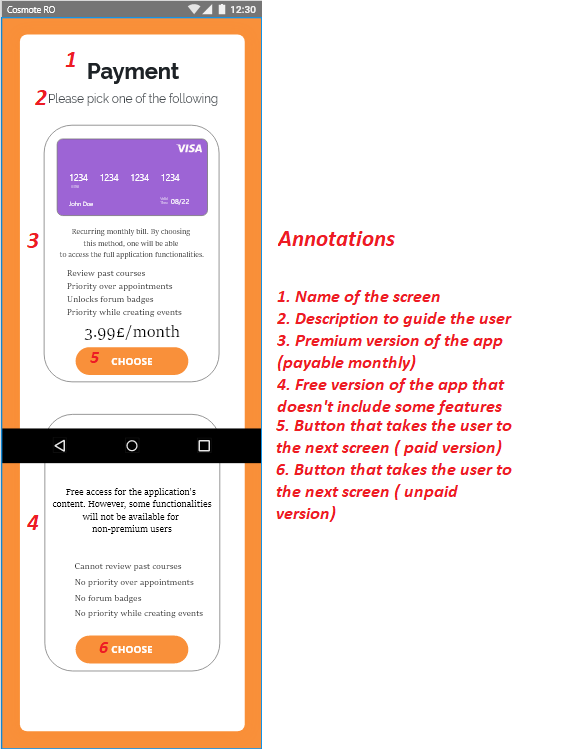 Cosmote RO 12:30
1
Payment
2 Please pick one of the following
VISA
1234 1234 1234 1234
John Doe 08/22
3
Recurring monthly bill. By choosing
this method, one will be able
to access the full application functionalities.
Review past courses
Priority over appointments
Unlocks forum badges
Priority while creating events
3.99£/month
5 CHOOSE
4
Free access for the application's
content. However, some functionalities
will not be available for
non-premium users
Cannot review past courses
No priority over appointments
No forum badges
No priority while creating events
6 CHOOSE
Annotations
1. Name of the screen
2. Description to guide the user
3. Premium version of the app
(payable monthly)
4. Free version of the app that
doesn't include some features
5. Button that takes the user to
the next screen ( paid version)
6. Button that takes the user to
the next screen ( unpaid
version)